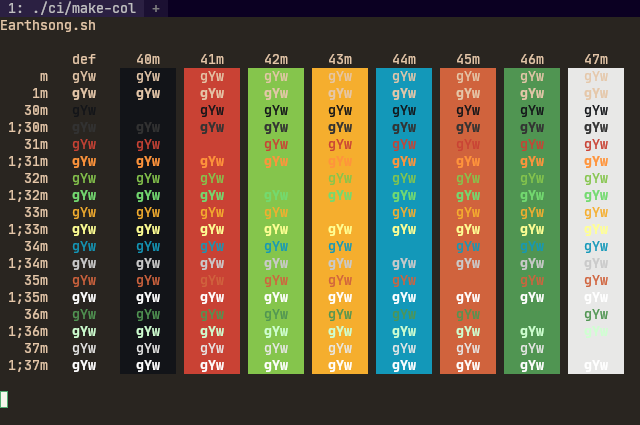 1: ./ci/make-col +
Earthsong.sh
def 40m 41m 42m 43m 44m 45m 46m 47m
m gYw gYw gYw gYw gYw gYw gYw gYw gYw
1m gYw gYw gYw gYw gYw gYw gYw gYw gYw
30m gYw gYw gYw gYw gYw gYw gYw gYw
1;30m gYw gYw gYw gYw gYw gYw gYw gYw gYw
31m gYw gYw gYw gYw gYw gYw gYw gYw
1;31m gYw gYw gYw gYw gYw gYw gYw gYw gYw
32m gYw gYw gYw gYw gYw gYw gYw gYw
1;32m gYw gYw gYw gYw gYw gYw gYw gYw gYw
33m gYw gYw gYw gYw gYw gYw gYw gYw
1;33m gYw gYw gYw gYw gYw gYw gYw gYw gYw
34m gYw gYw gYw gYw gYw gYw gYw gYw
1;34m gYw gYw gYw gYw gYw gYw gYw gYw gYw
35m gYw gYw gYw gYw gYw gYw gYw gYw
1;35m gYw gYw gYw gYw gYw gYw gYw gYw gYw
36m gYw gYw gYw gYw gYw gYw gYw gYw
1;36m gYw gYw gYw gYw gYw gYw gYw gYw gYw
37m gYw gYw gYw gYw gYw gYw gYw gYw
1;37m gYw gYw gYw gYw gYw gYw gYw gYw gYw